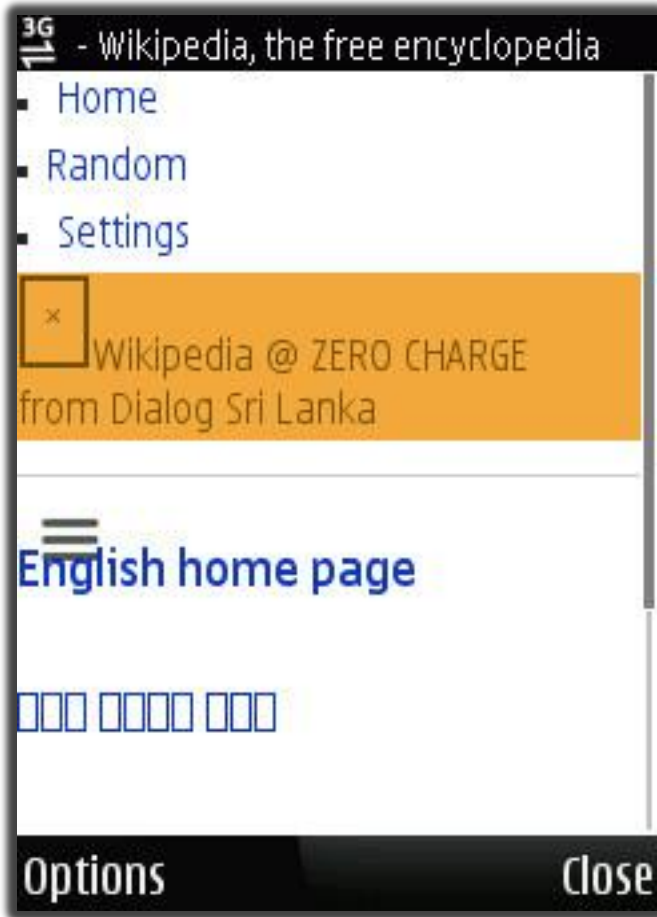 3G - Wikipedia, the free encyclopedia
Home
Random
Settings
×
Wikipedia @ ZERO CHARGE
from Dialog Sri Lanka
English home page
Options Close